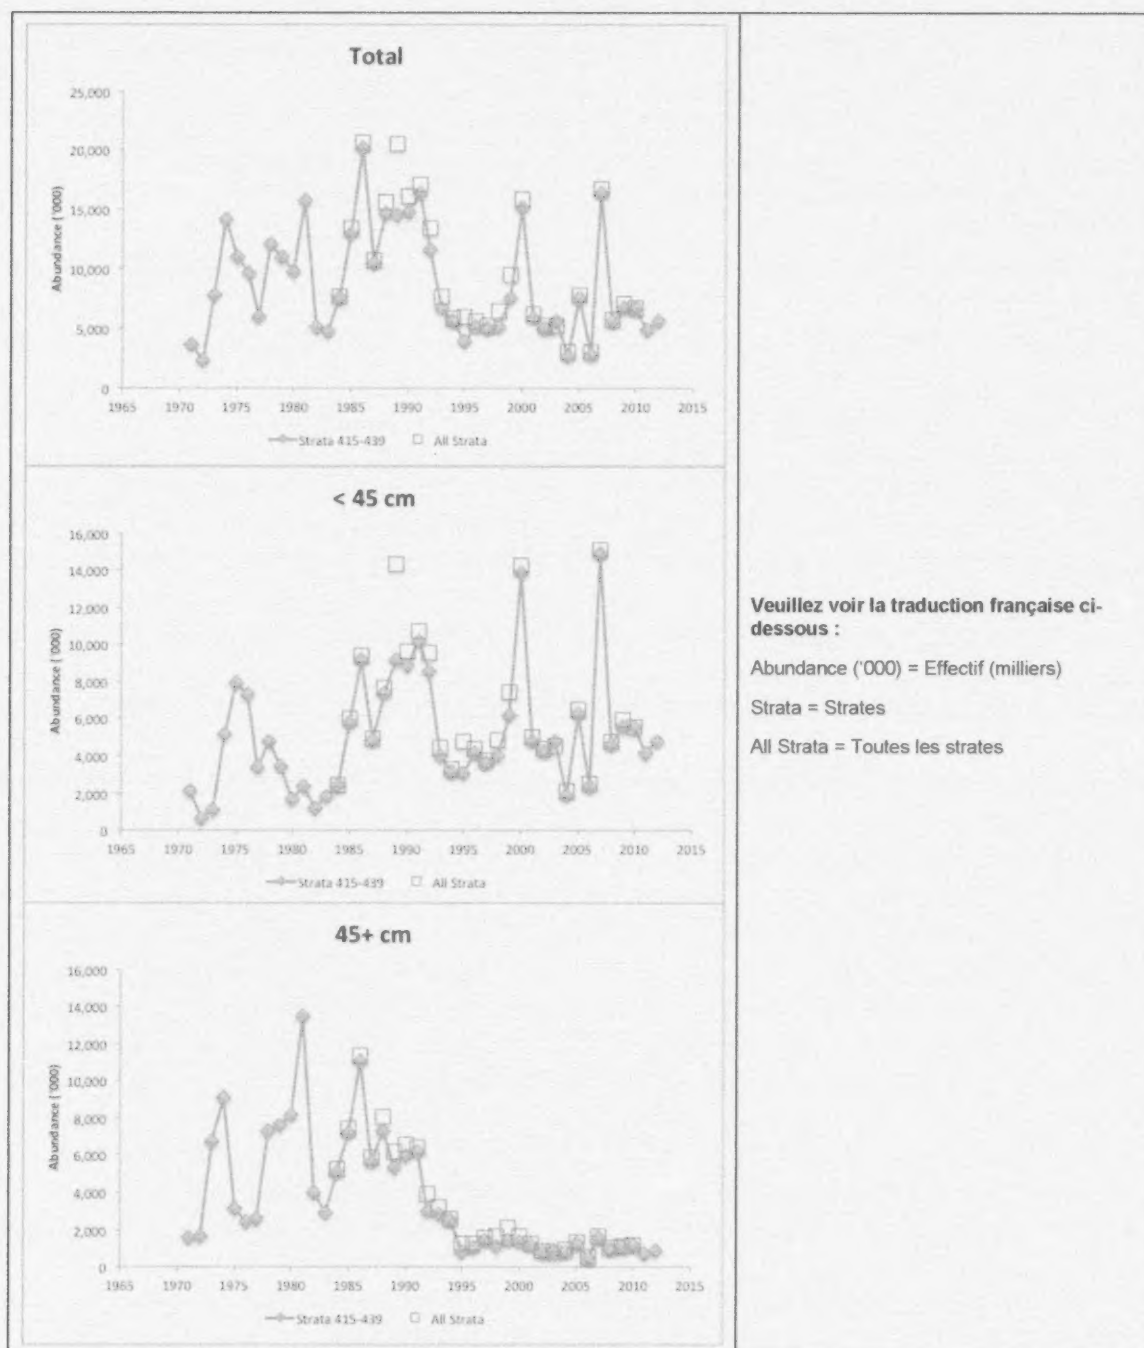 Total
25,000
20,000
15,000
10,000
5,000
0
Abundance ('000)
1965 1970 1975 1980 1985 1990 1995 2000 2005 2010 2015
Strata 415-439 All Strata
< 45 cm
16,000
14,000
12,000
10,000
8,000
6,000
4,000
2,000
0
Abundance ('000)
1965 1970 1975 1980 1985 1990 1995 2000 2005 2010 2015
Strata 415-439 All Strata
45+ cm
16,000
14,000
12,000
10,000
8,000
6,000
4,000
2,000
0
Abundance ('000)
1965 1970 1975 1980 1985 1990 1995 2000 2005 2010 2015
Strata 415-439 All Strata
Veuillez voir la traduction française ci-
dessous :
Abundance ('000) = Effectif (milliers)
Strata = Strates
All Strata = Toutes les strates